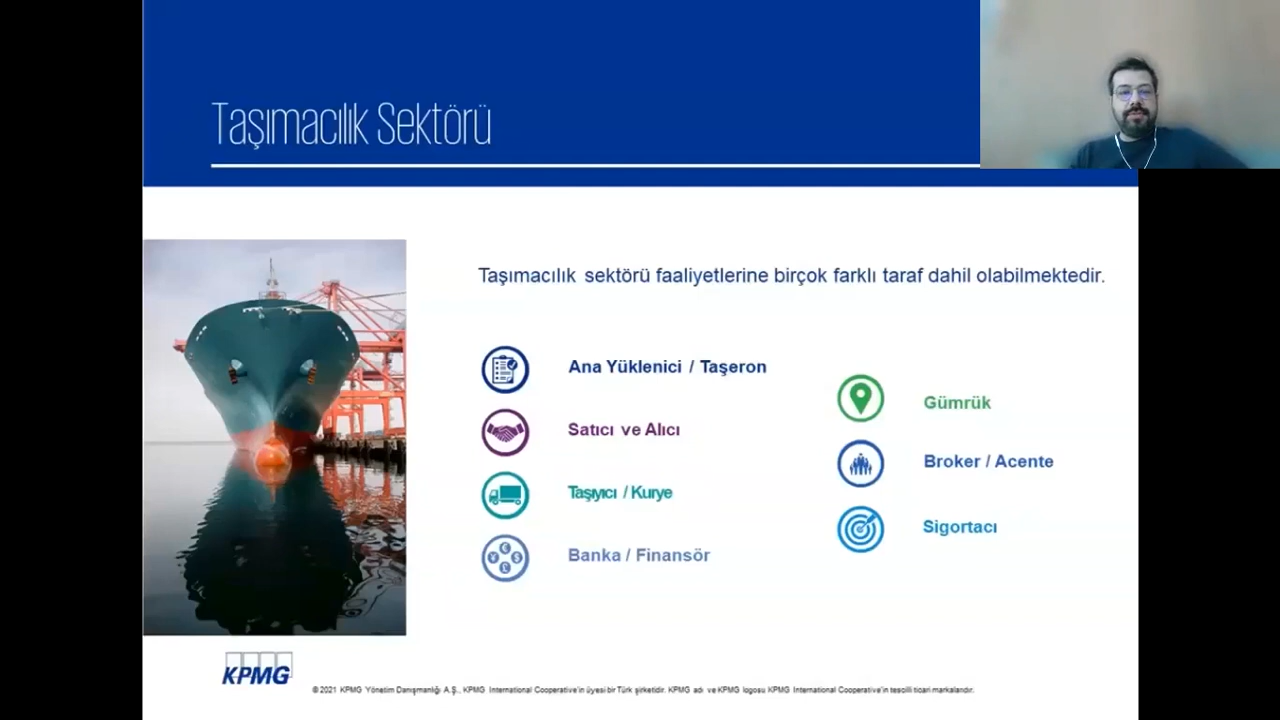 Taşımacılık Sektörü
Taşımacılık sektörü faaliyetlerine birçok farklı taraf dahil olabilmektedir.
Ana Yüklenici / Taşeron
Satıcı ve Alıcı
Taşıyıcı / Kurye
Banka / Finansör
Gümrük
Broker / Acente
Sigortacı
KPMG
© 2021 KPMG Yönetim Danışmanlığı A.Ş., KPMG International Cooperative'in üyesi bir Türk şirketidir. KPMG adı ve KPMG logosu KPMG International Cooperative'in tescilli ticari markalarıdır.